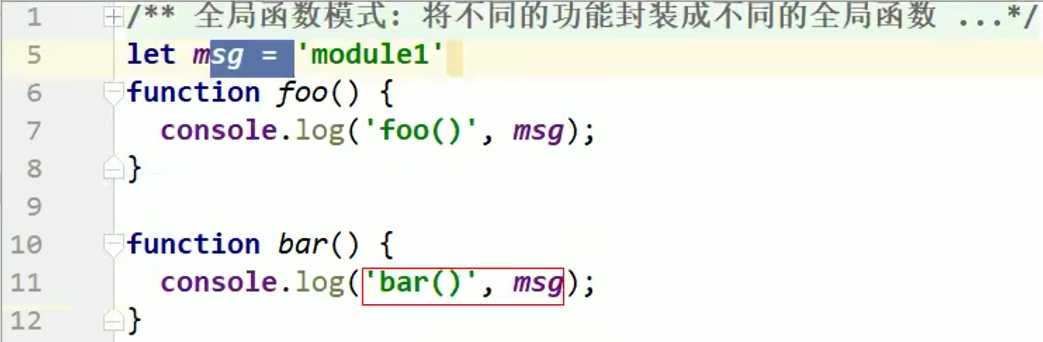 1 /** 全局函数模式: 将不同的功能封装成不同的全局函数 ...*/
5 let msg = 'module1'
6 function foo() {
7   console.log('foo()', msg);
8 }
9
10 function bar() {
11   console.log('bar()', msg);
12 }